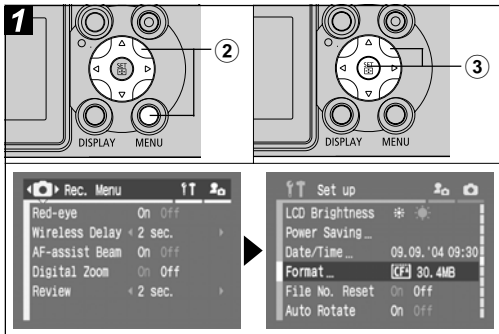 1
2
SET
DISPLAY MENU
3
SET
DISPLAY MENU
Rec. Menu
Red-eye On Off
Wireless Delay 2 sec.
AF-assist Beam On Off
Digital Zoom On Off
Review 2 sec.
Set up
LCD Brightness
Power Saving…
Date/Time… 09.09.'04 09:30
Format… CF 30.4MB
File No. Reset On Off
Auto Rotate On Off